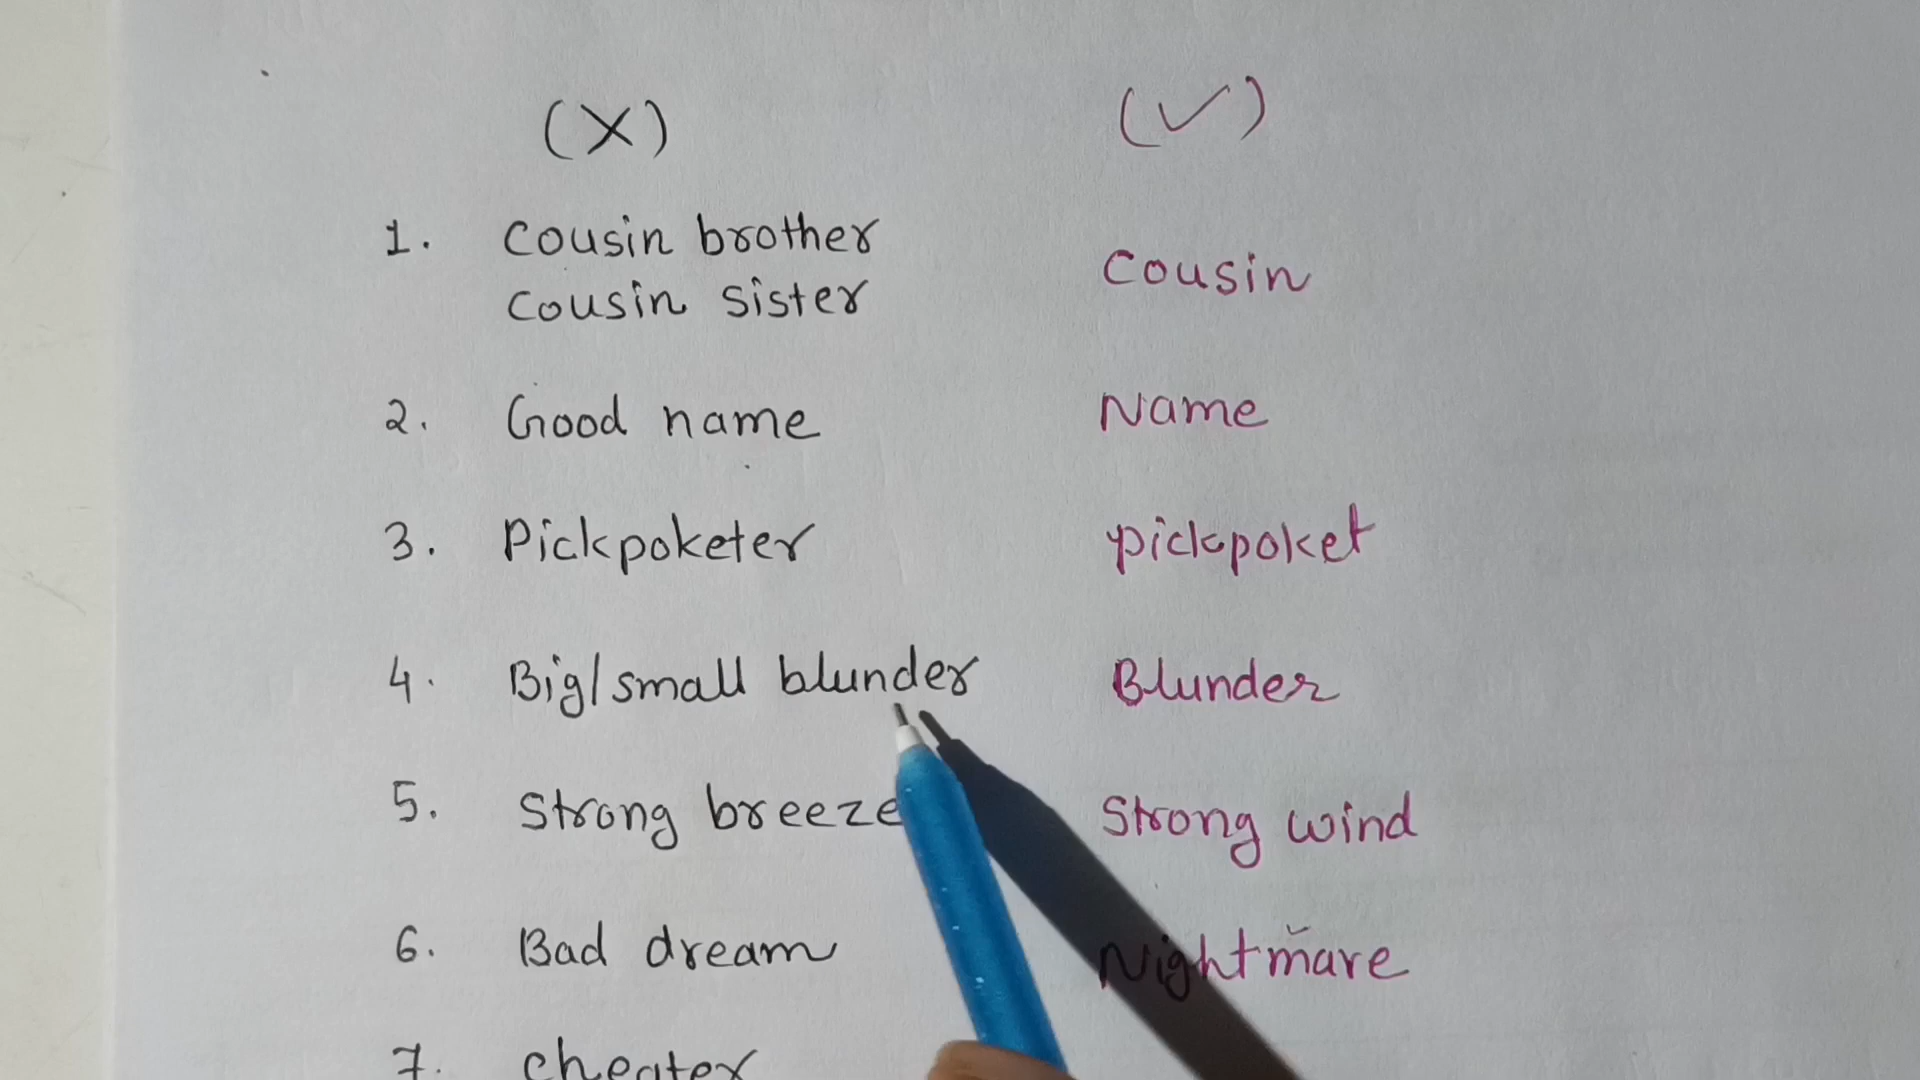 (X) (✓)
1. Cousin brother
Cousin sister
Cousin
2. Good name Name
3. Pickpoketer Pickpoket
4. Big/small blunder Blunder
5. Strong breeze Strong wind
6. Bad dream Nightmare
7. Cheater